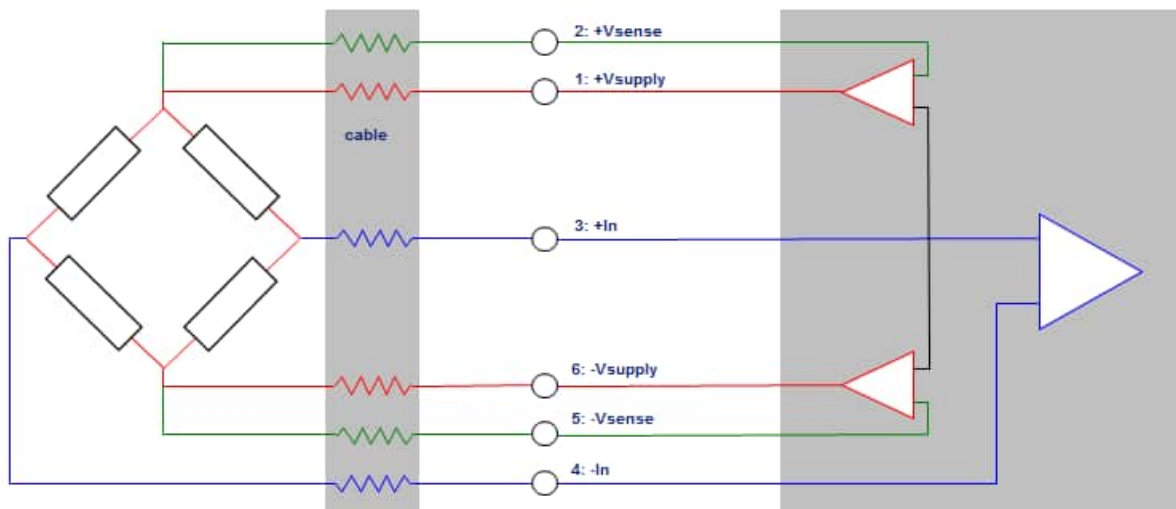 2: +Vsense
1: +Vsupply
cable
3: +In
6: -Vsupply
5: -Vsense
4: -In